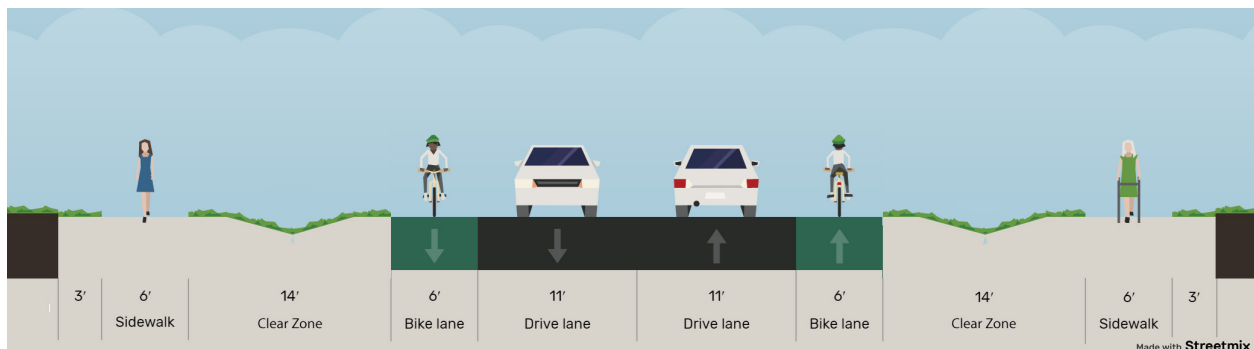 3′ 6′ 14′ 6′ 11′ 11′ 6′ 14′ 6′ 3′
Sidewalk Clear Zone Bike lane Drive lane Drive lane Bike lane Clear Zone Sidewalk
Made with Streetmix